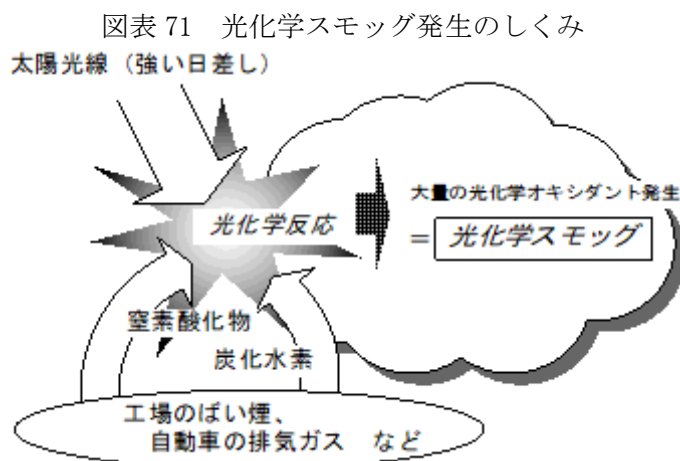 図表 71　光化学スモッグ発生のしくみ
太陽光線（強い日差し）
光化学反応
大量の光化学オキシダント発生
= 光化学スモッグ
窒素酸化物
炭化水素
工場のばい煙、
自動車の排気ガス　など